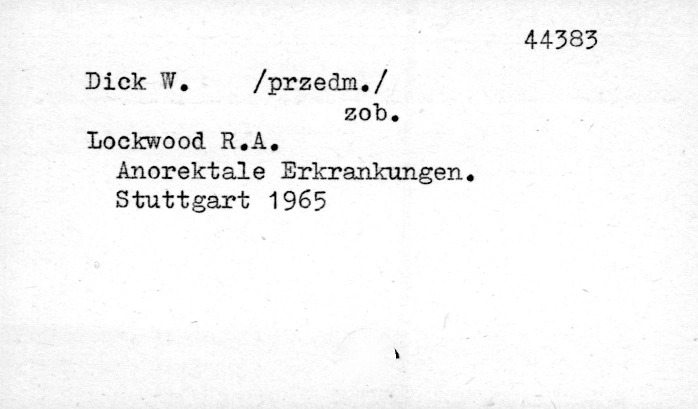 44383
Dick W. /przedm./
zob.
Lockwood R.A.
Anorektale Erkrankungen.
Stuttgart 1965